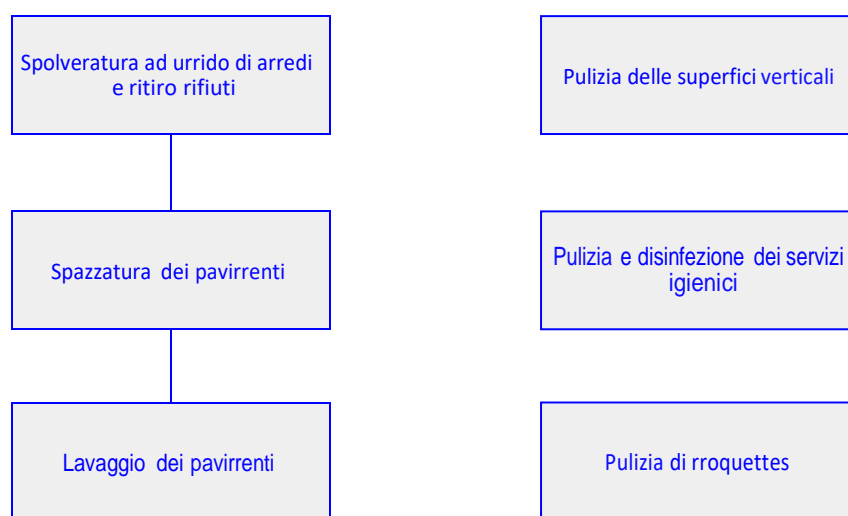 Spolveratura ad urrido di arredi
e ritiro rifiuti
Spazzatura dei pavirrenti
Lavaggio dei pavirrenti
Pulizia delle superfici verticali
Pulizia e disinfezione dei servizi
igienici
Pulizia di rroquettes